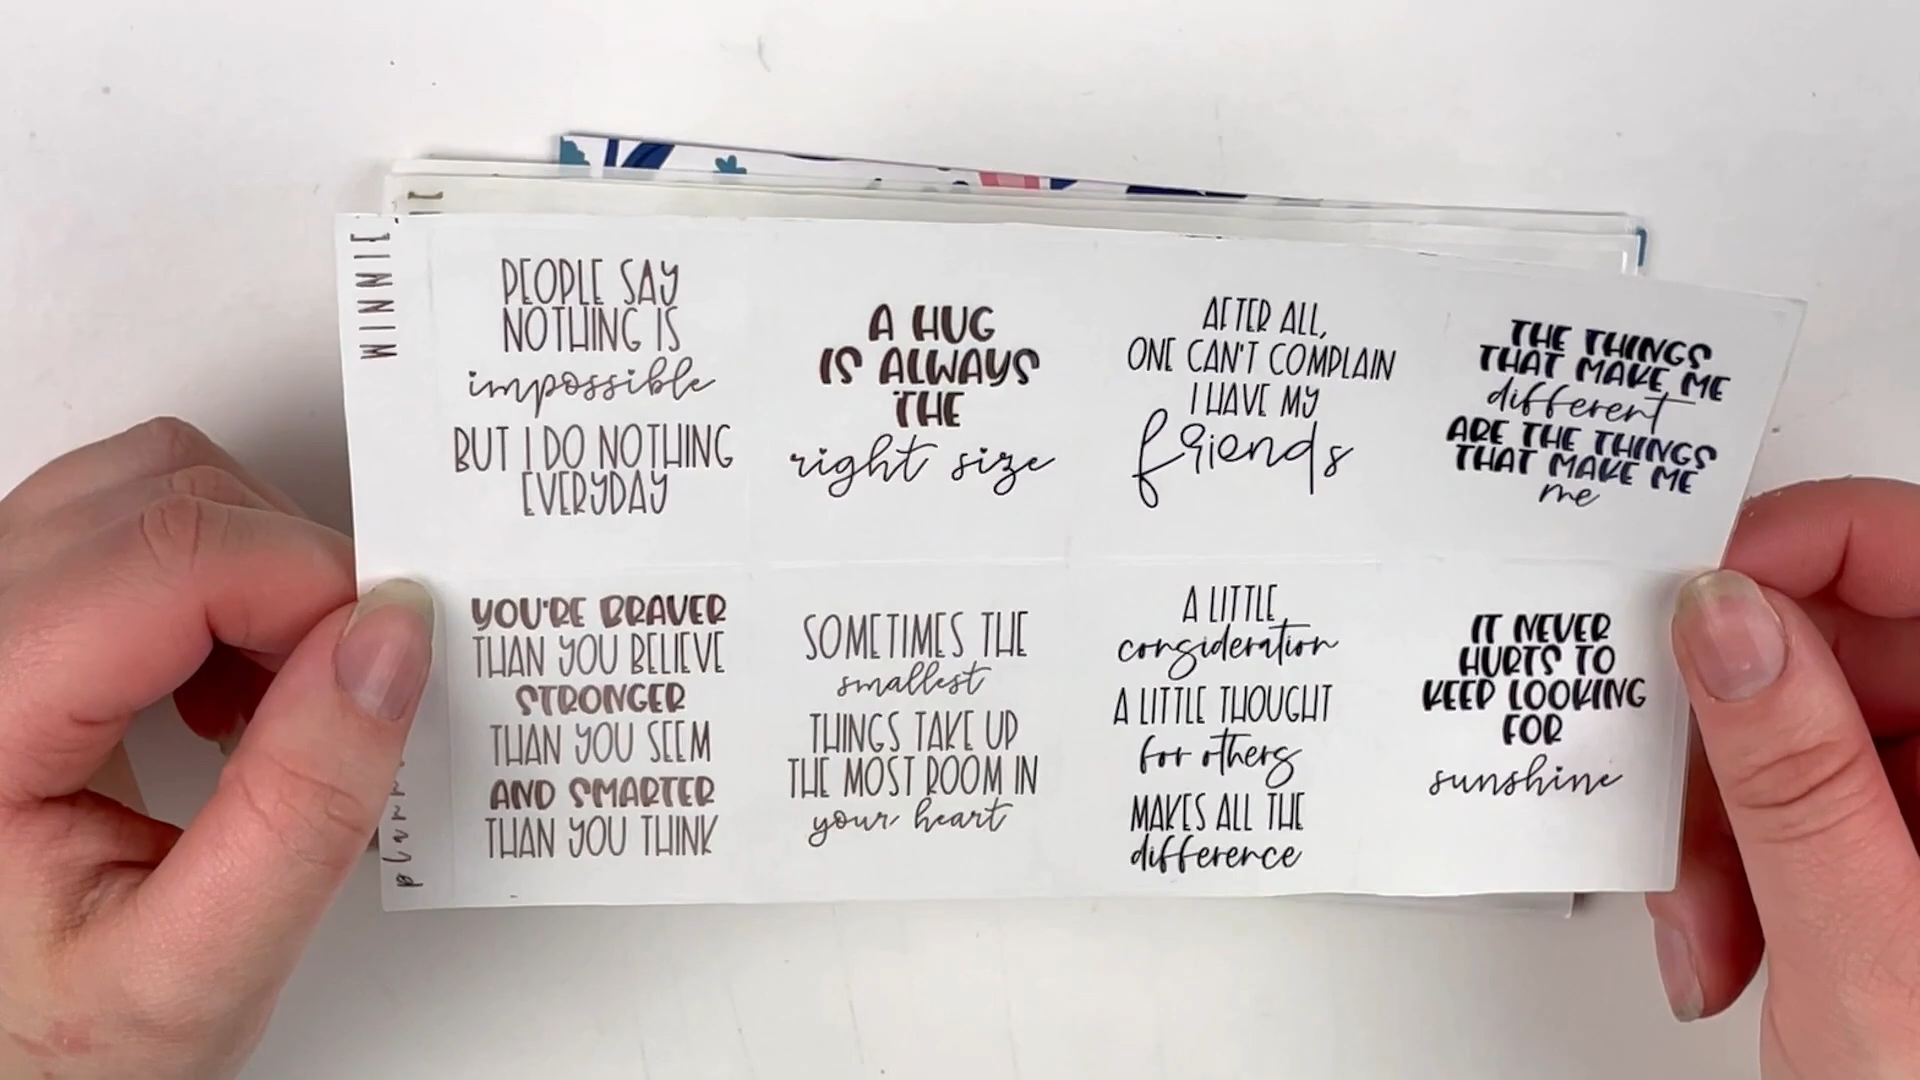 WINNIE
PEOPLE SAY
NOTHING IS
impossible
BUT I DO NOTHING
EVERYDAY
A HUG
IS ALWAYS
THE
right size
AFTER ALL,
ONE CAN'T COMPLAIN
I HAVE MY
friends
THE THINGS
THAT MAKE ME
different
ARE THE THINGS
THAT MAKE ME
me
YOU'RE BRAVER
THAN YOU BELIEVE
STRONGER
THAN YOU SEEM
AND SMARTER
THAN YOU THINK
SOMETIMES THE
smallest
THINGS TAKE UP
THE MOST ROOM IN
your heart
A LITTLE
consideration
A LITTLE THOUGHT
for others
MAKES ALL THE
difference
IT NEVER
HURTS TO
KEEP LOOKING
FOR
sunshine